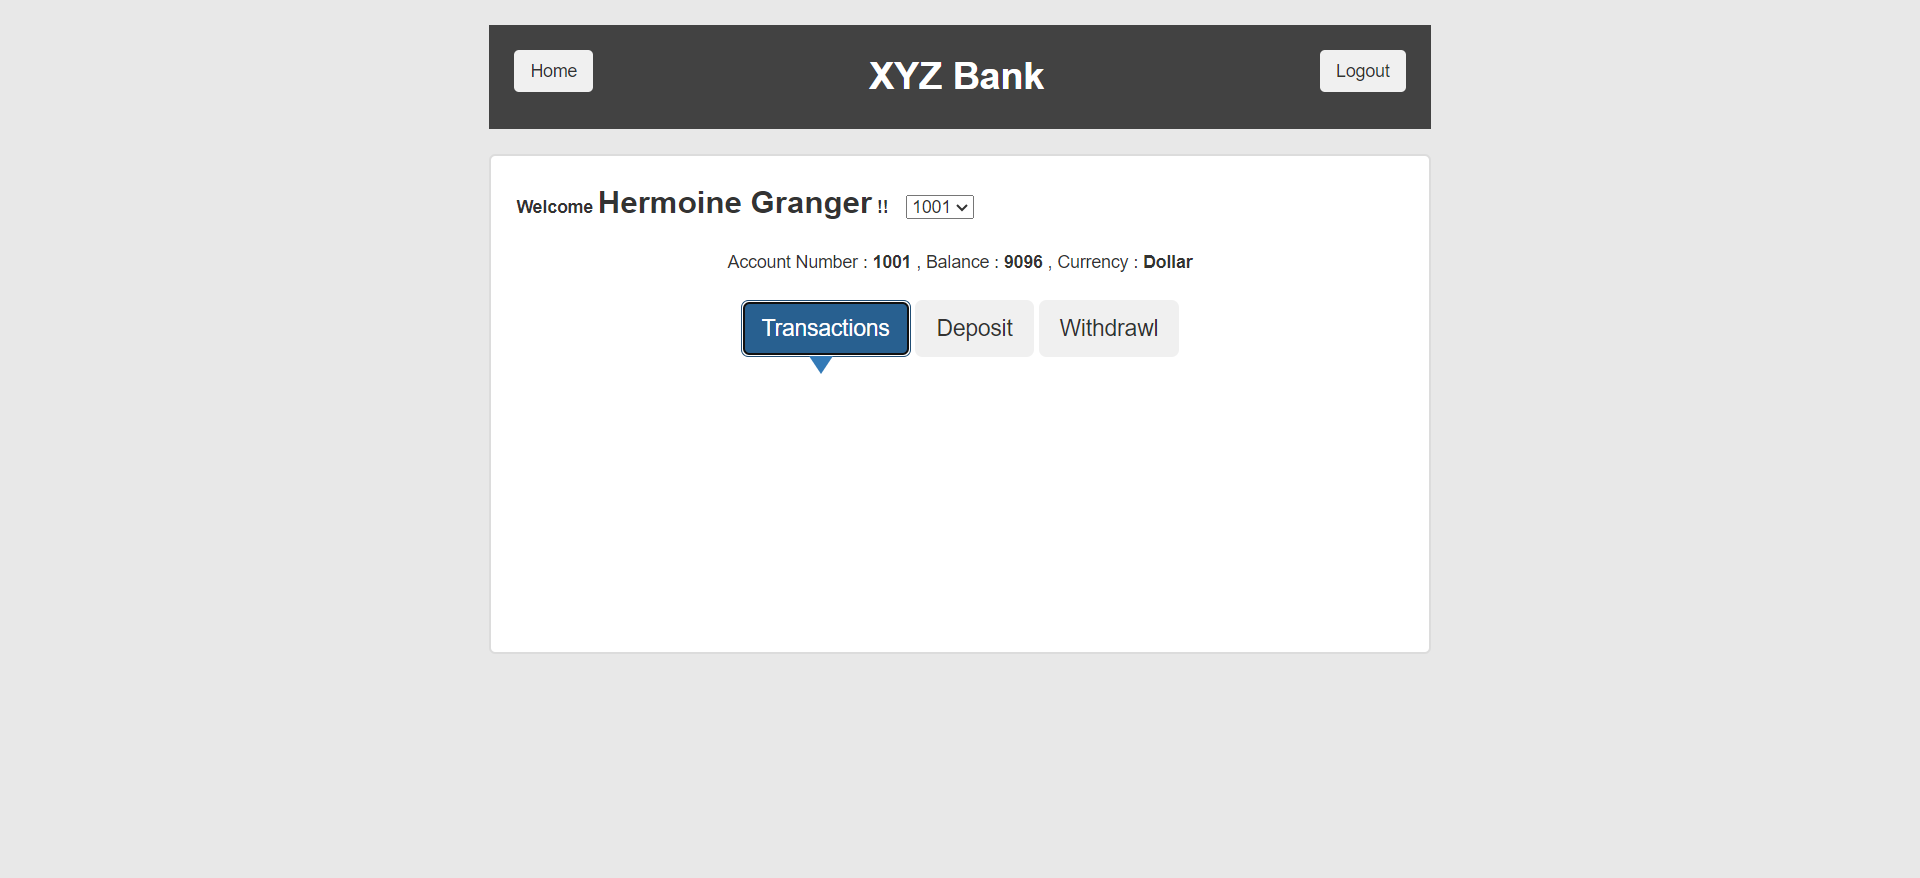 Home XYZ Bank Logout
Welcome Hermoine Granger !! 1001
Account Number : 1001 , Balance : 9096 , Currency : Dollar
Transactions Deposit Withdrawl